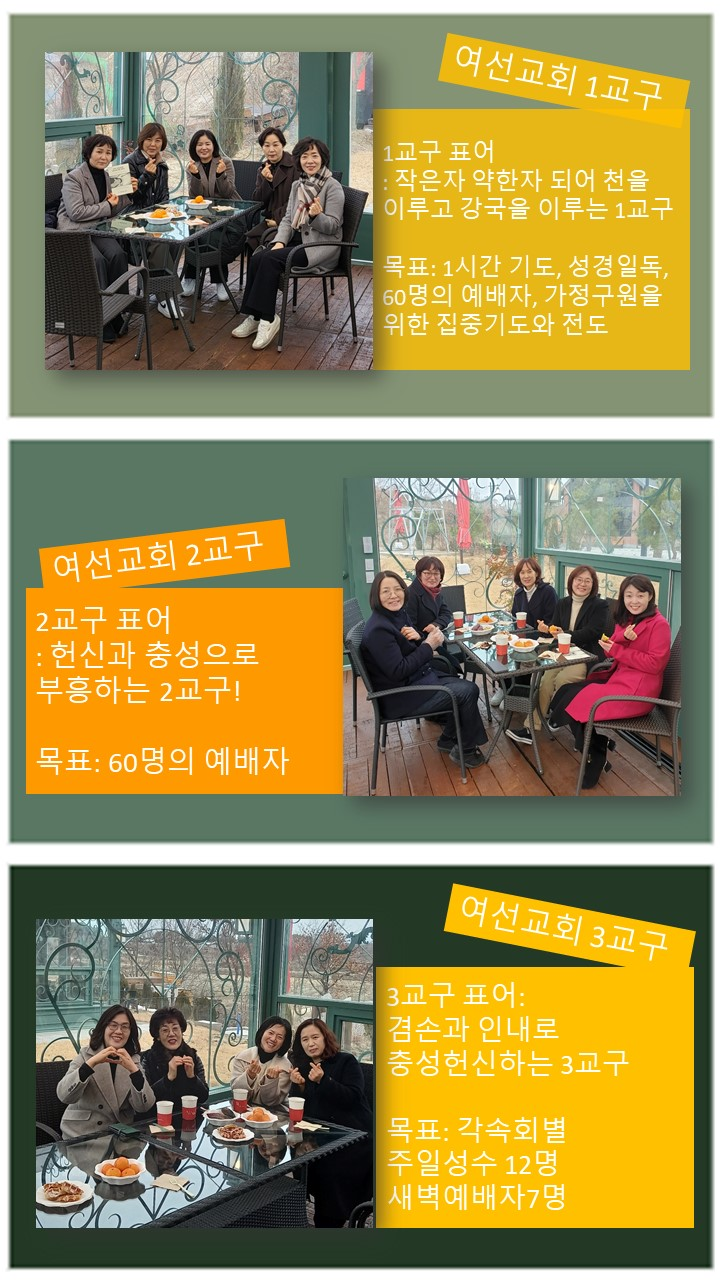 여선교회 1교구
1교구 표어
: 작은자 약한자 되어 천을
이루고 강국을 이루는 1교구
목표: 1시간 기도, 성경일독,
60명의 예배자, 가정구원을
위한 집중기도와 전도
여선교회 2교구
2교구 표어
: 헌신과 충성으로
부흥하는 2교구!
목표: 60명의 예배자
여선교회 3교구
3교구 표어:
겸손과 인내로
충성헌신하는 3교구
목표: 각속회별
주일성수 12명
새벽예배자7명